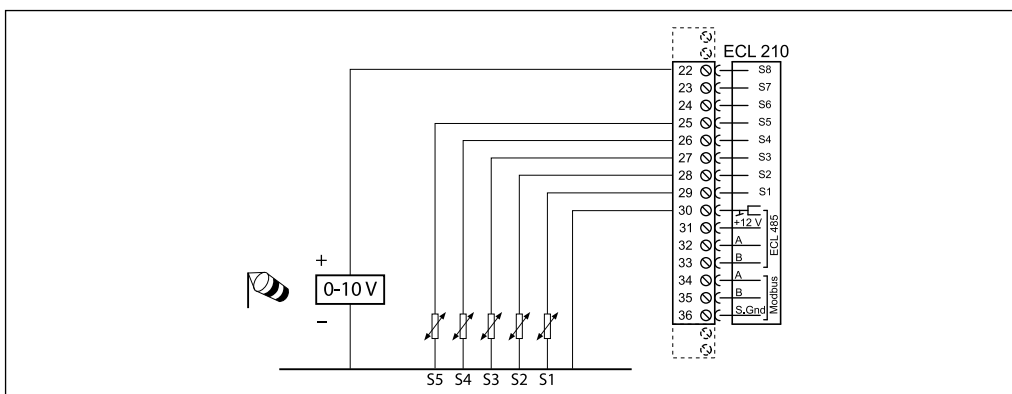 ECL 210
22 S8
23 S7
24 S6
25 S5
26 S4
27 S3
28 S2
29 S1
30
31 +12 V
32 A
33 B
ECL 485
34 A
35 B
36 S.Gnd
Modbus
+
0-10 V
–
S5 S4 S3 S2 S1